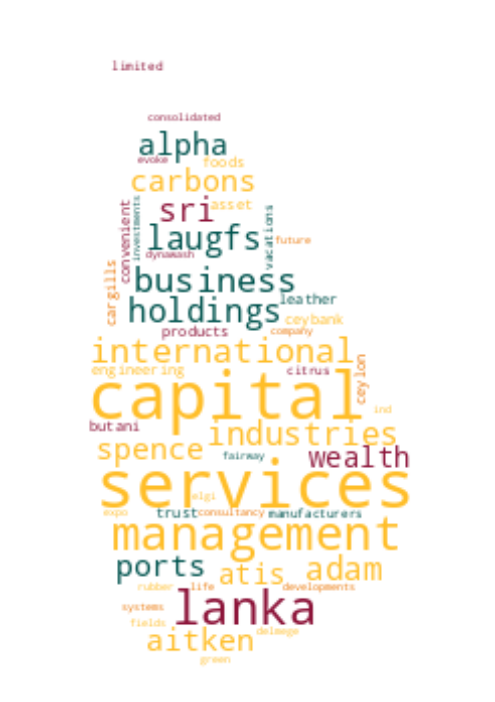 limited
consolidated
alpha
evoke foods
carbons
convenient investments sri asset vacations
laugfs future
dynawash
cargills business
holdings leather
ceybank
products company
international
engineering citrus ceylon
capital ind
butani industries
spence fairway wealth
services
elgi
expo trust consultancy manufacturers
management
ports atis adam
rubber life developments
systems lanka
fields delmege
aitken
green